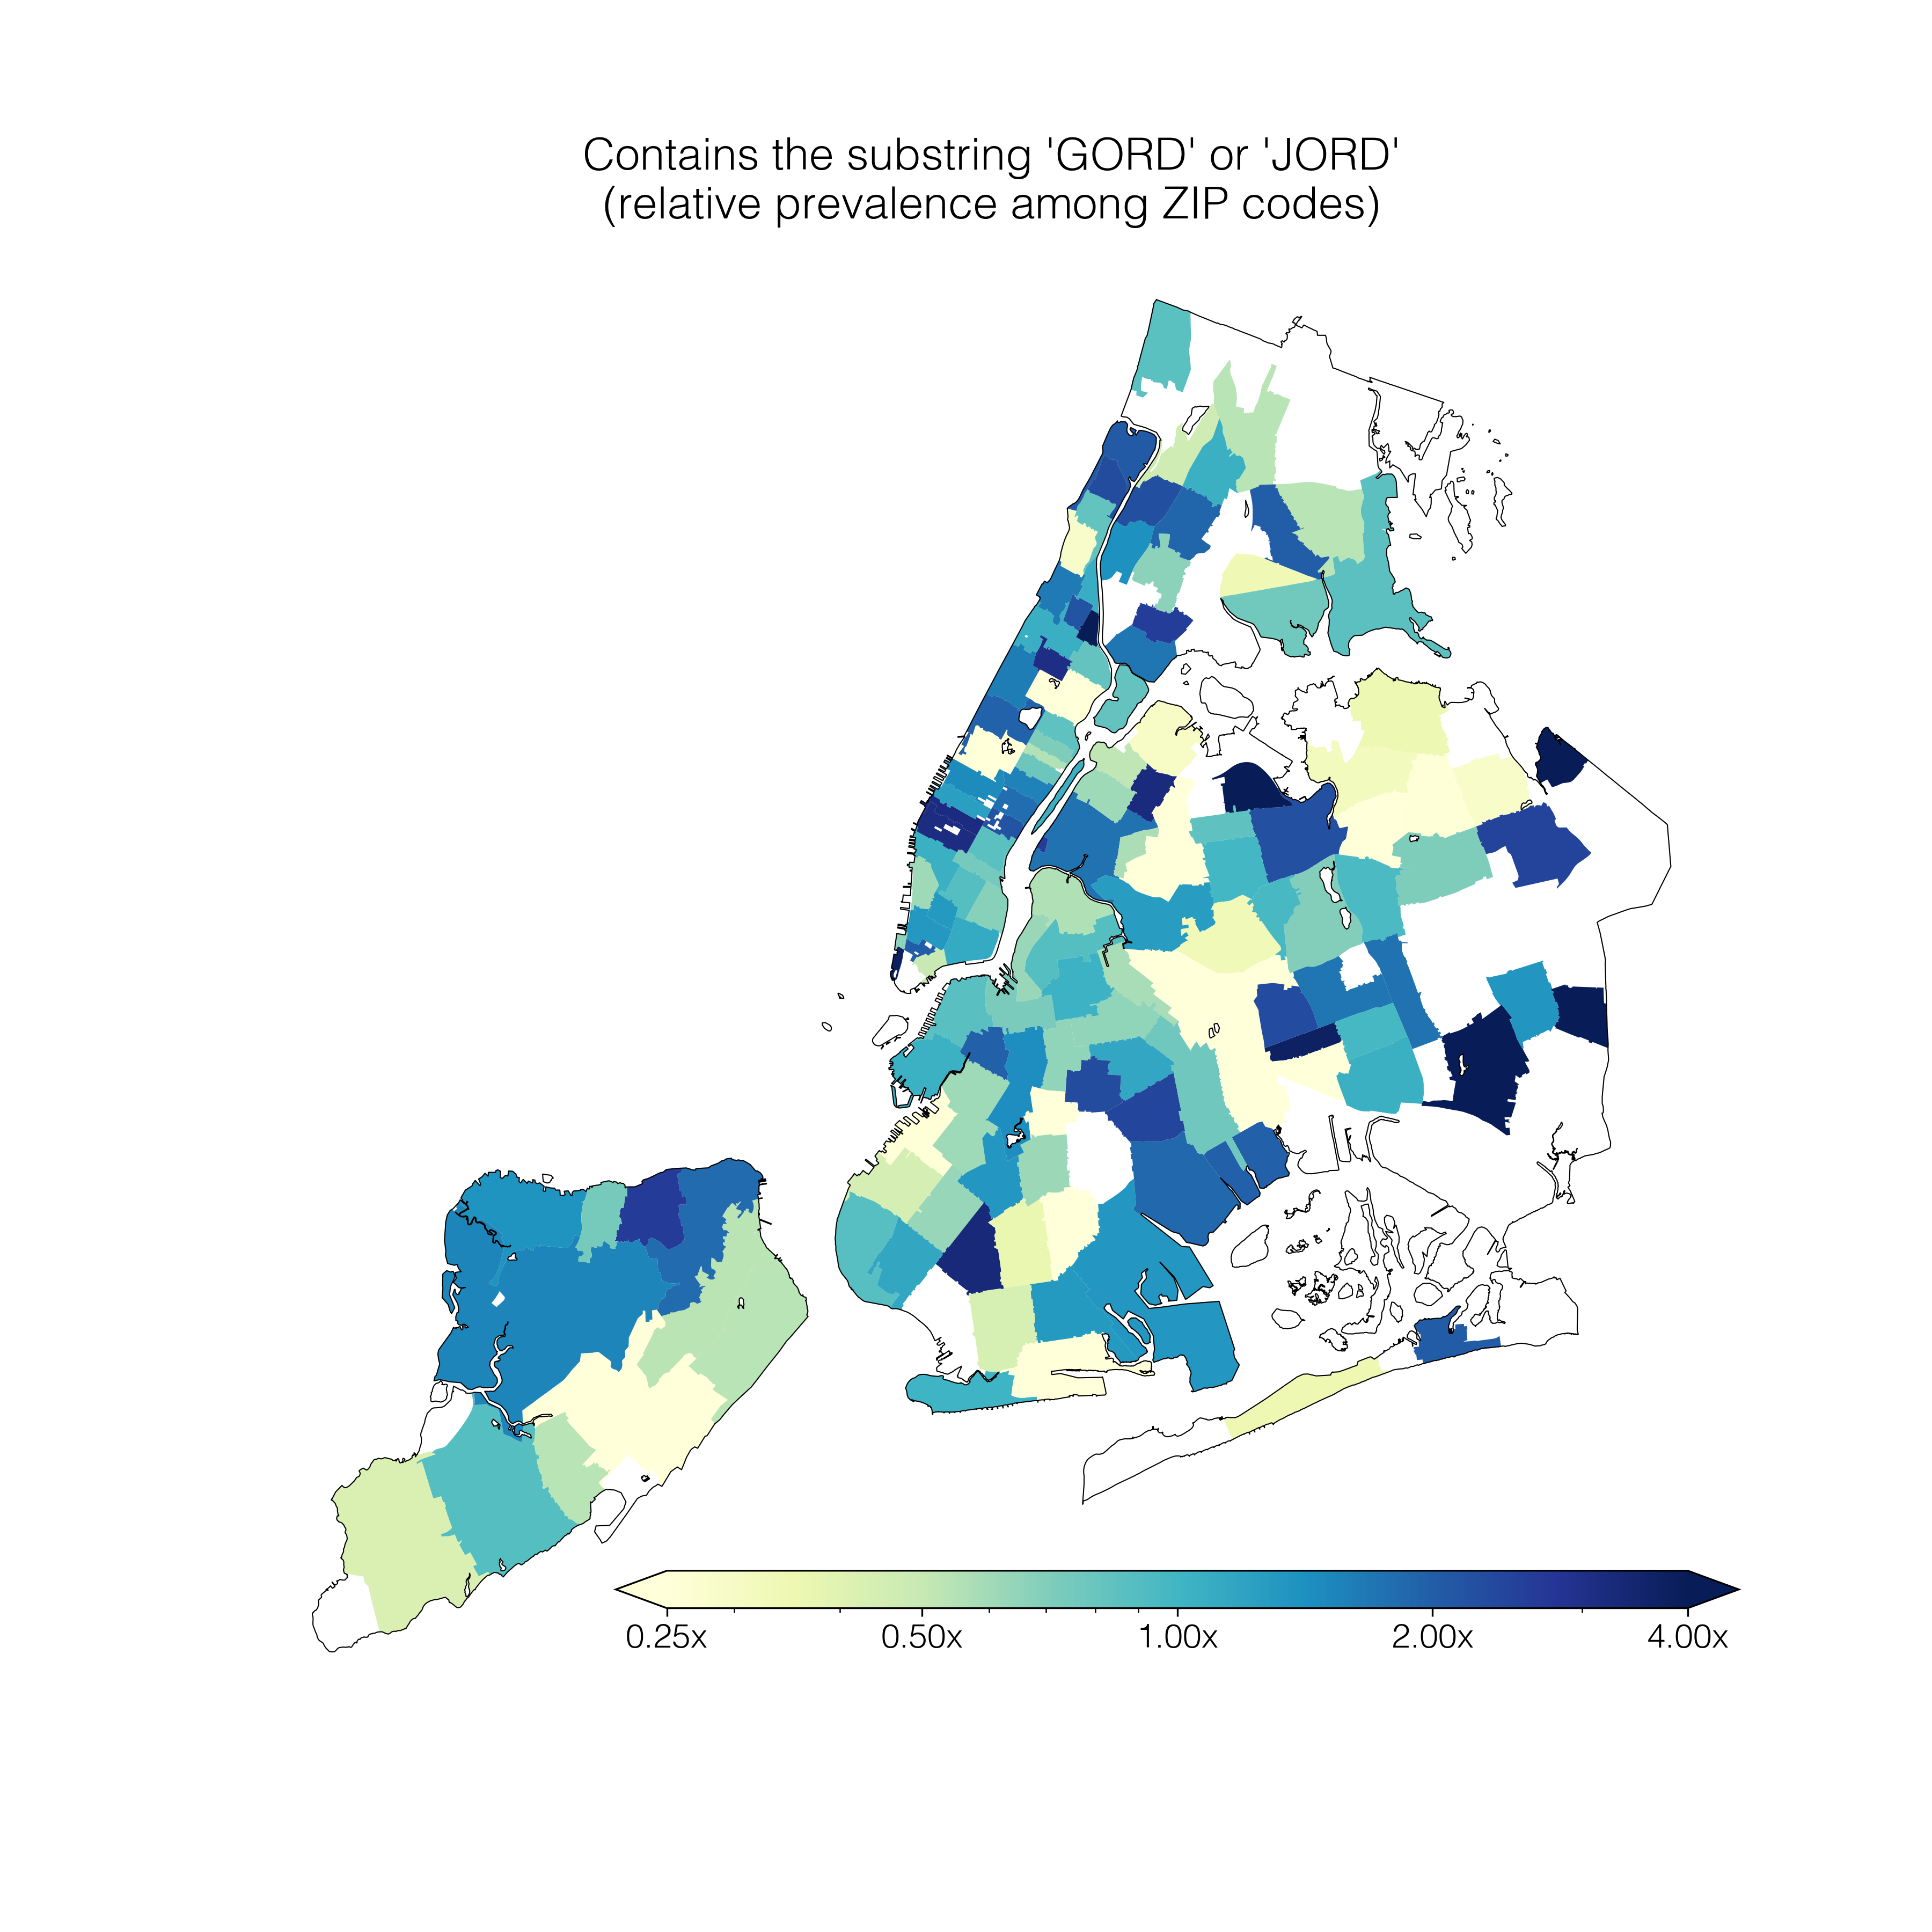 Contains the substring 'GORD' or 'JORD'
(relative prevalence among ZIP codes)
0.25x 0.50x 1.00x 2.00x 4.00x